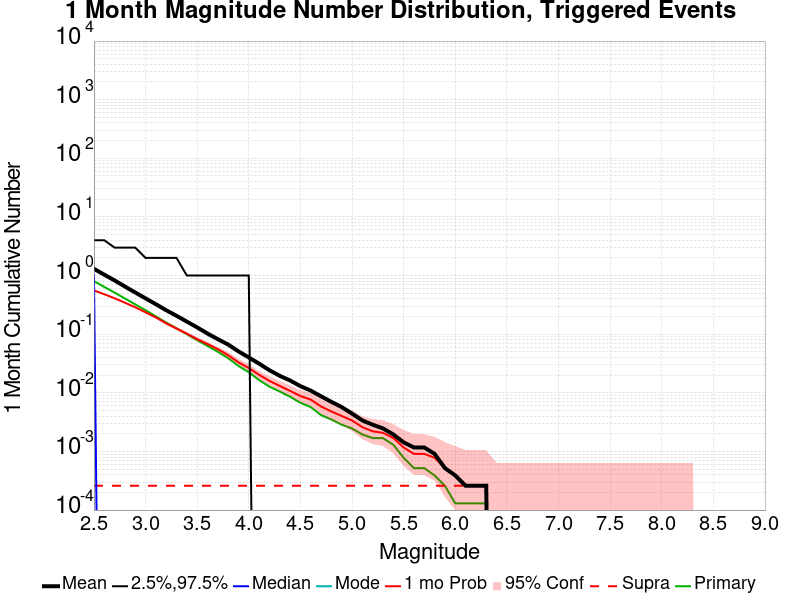 1 Month Magnitude Number Distribution, Triggered Events
1 Month Cumulative Number
10 4
10 3
10 2
10 1
10 0
10 -1
10 -2
10 -3
10 -4
2.5 3.0 3.5 4.0 4.5 5.0 5.5 6.0 6.5 7.0 7.5 8.0 8.5 9.0
Magnitude
Mean 2.5%,97.5% Median Mode 1 mo Prob 95% Conf Supra Primary